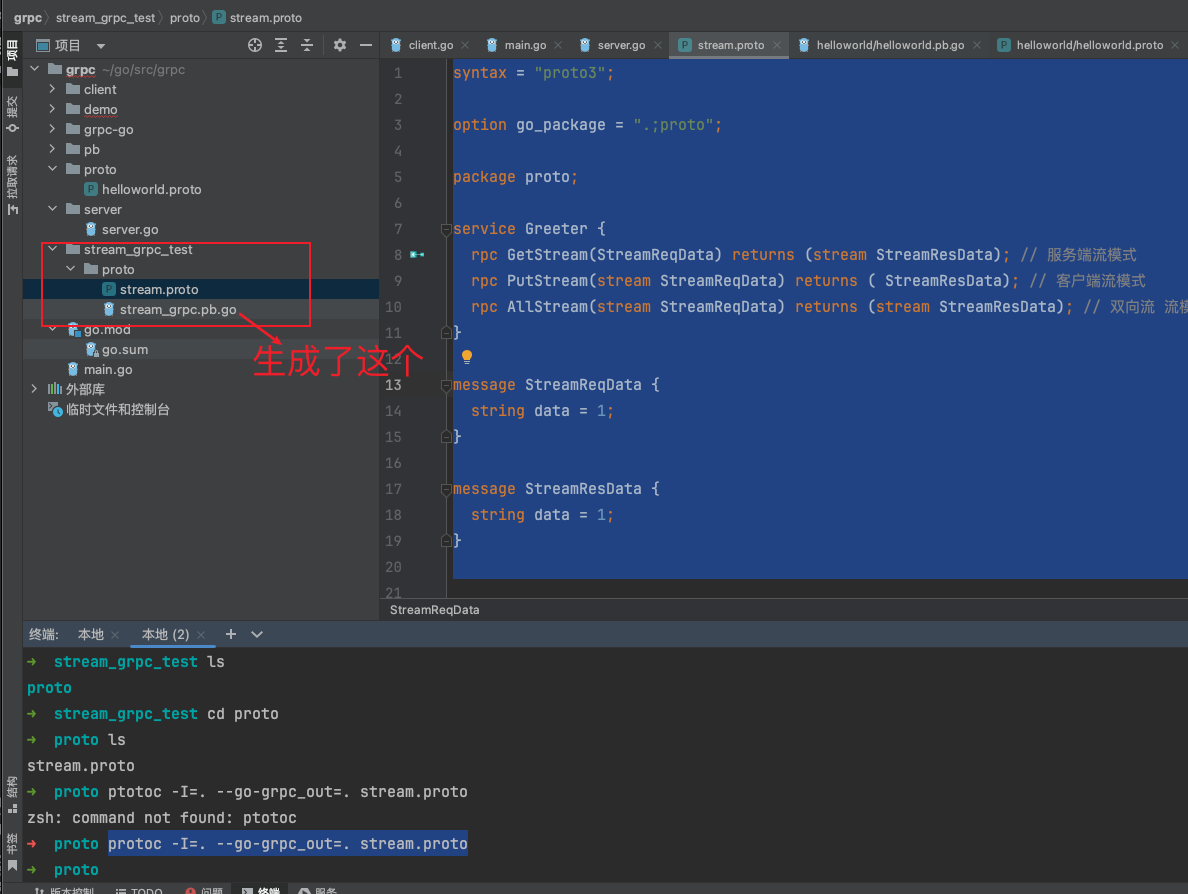 grpc stream_grpc_test proto stream.proto
项目
client.go main.go server.go stream.proto helloworld/helloworld.pb.go helloworld/helloworld.proto
项目
提交
拉取请求
结构
书签
grpc ~/go/src/grpc
client
demo
grpc-go
pb
proto
helloworld.proto
server
server.go
stream_grpc_test
proto
stream.proto
stream_grpc.pb.go
go.mod
go.sum
main.go
外部库
临时文件和控制台
生成了这个
1 syntax = "proto3";
2
3 option go_package = ".;proto";
4
5 package proto;
6
7 service Greeter {
8 rpc GetStream(StreamReqData) returns (stream StreamResData); // 服务端流模式
9 rpc PutStream(stream StreamReqData) returns ( StreamResData); // 客户端流模式
10 rpc AllStream(stream StreamReqData) returns (stream StreamResData); // 双向流 流模
11 }
12
13 message StreamReqData {
14 string data = 1;
15 }
16
17 message StreamResData {
18 string data = 1;
19 }
20
21
StreamReqData
终端: 本地 本地 (2)
→ stream_grpc_test ls
proto
→ stream_grpc_test cd proto
→ proto ls
stream.proto
→ proto ptotoc -I=. --go-grpc_out=. stream.proto
zsh: command not found: ptotoc
→ proto protoc -I=. --go-grpc_out=. stream.proto
→ proto
版本控制 TODO 问题 终端 服务